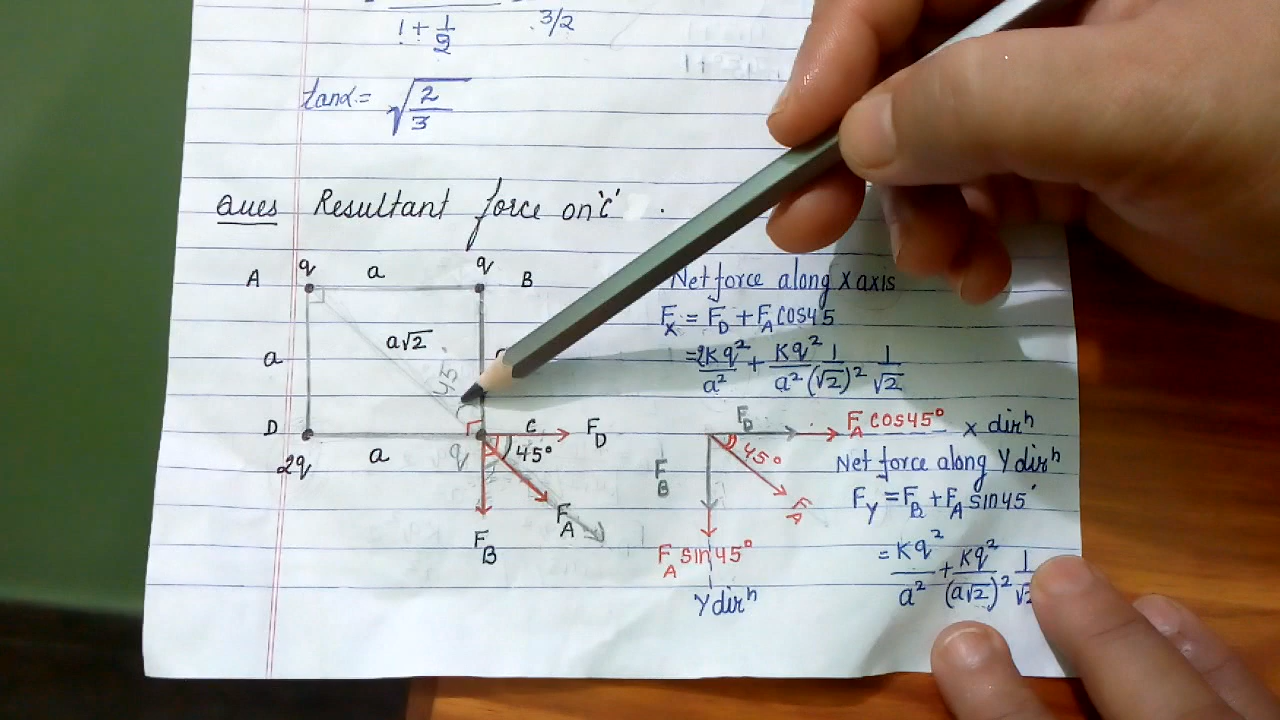 1 + 1/2 3/2
tanα = √(2/3)
Ques Resultant force on 'C' .
A q a q B
a a√2
45°
D 2q a q C F_D
45°
F_A
F_B
Net force along X axis
F_X = F_D + F_A cos45
= 2Kq²/a² + Kq²/a² 1/(√2)² 1/√2
F_D F_A cos45° x dirⁿ
45°
F_B
F_A
F_A sin45°
Y dirⁿ
Net force along Y dirⁿ
F_Y = F_B + F_A sin45°
= Kq²/a² + Kq²/(a√2)²